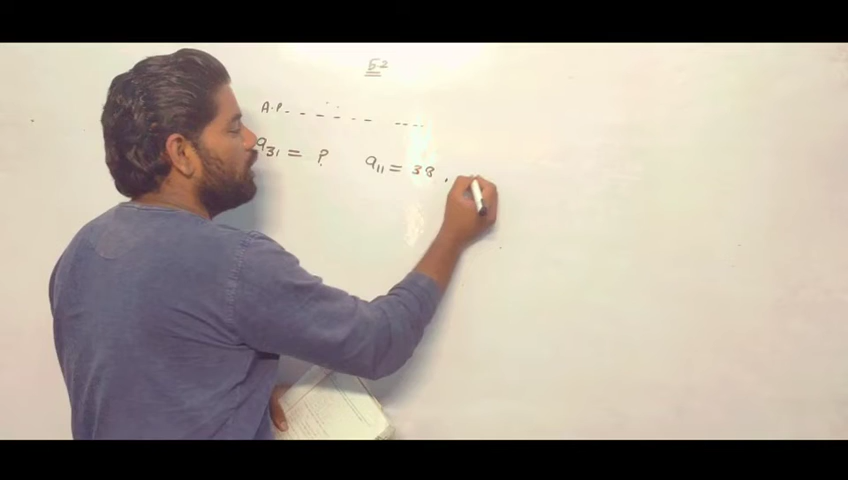 52
A.P. - - - - - - - - - -
a₃₁ = ? a₁₁ = 38,